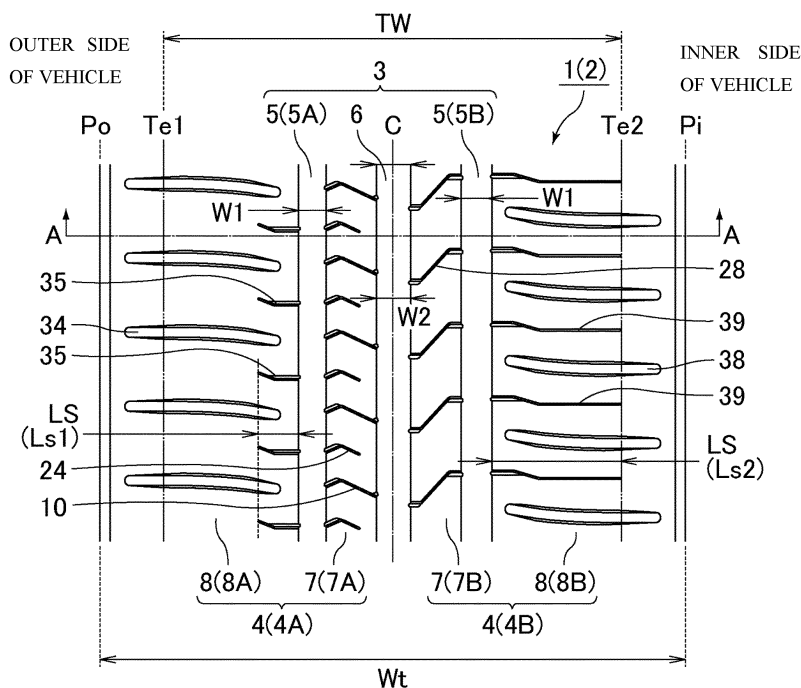 TW
OUTER SIDE
OF VEHICLE
INNER SIDE
OF VEHICLE
3
1(2)
5(5A)
6
C
5(5B)
Po
Te1
Te2
Pi
W1
W1
A
A
35
28
W2
34
39
35
38
39
LS
(Ls1)
LS
(Ls2)
24
10
8(8A)
7(7A)
7(7B)
8(8B)
4(4A)
4(4B)
Wt